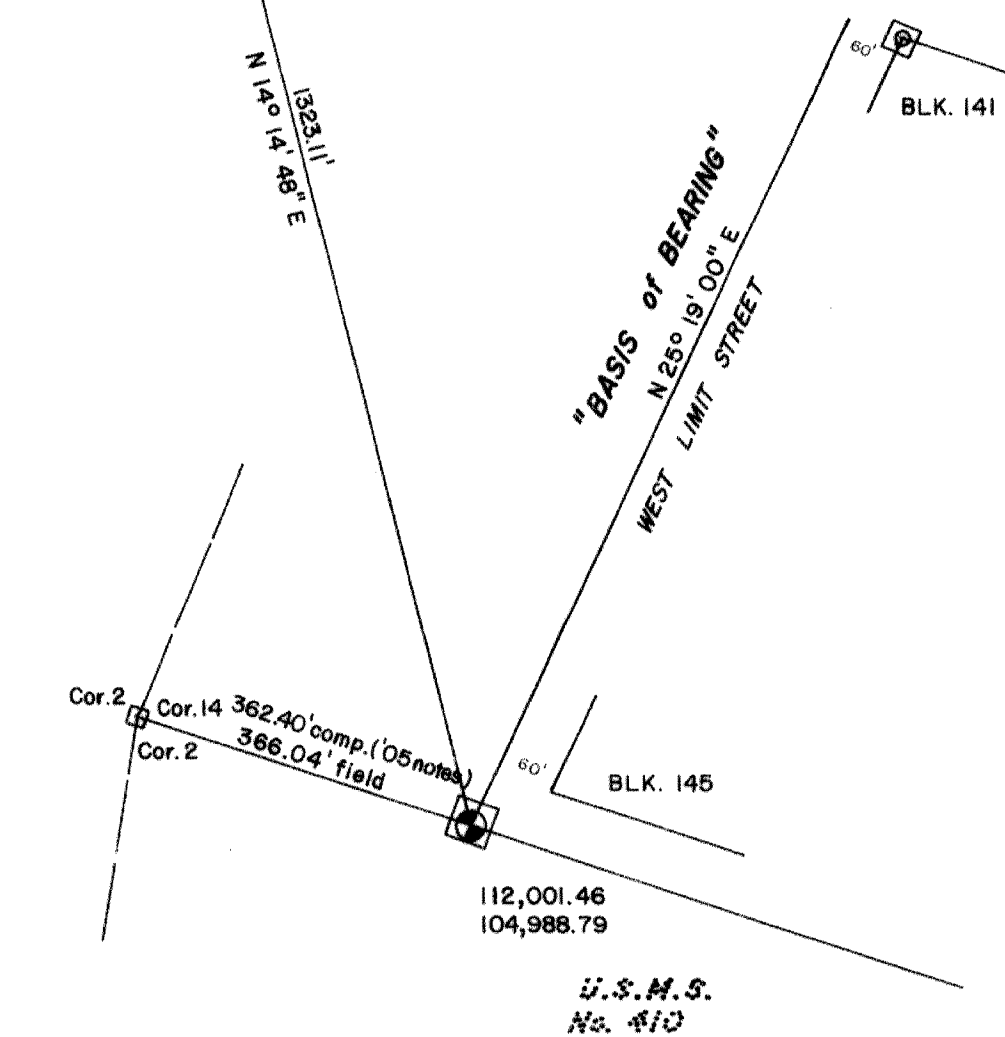 60'
BLK. 141
1323.11'
N 14° 14' 48" E
"BASIS of BEARING"
N 25° 19' 00" E
WEST LIMIT STREET
Cor. 2
Cor. 14
362.40' comp. ('05 notes)
366.04' field
Cor. 2
60'
BLK. 145
112,001.46
104,988.79
U.S.M.S.
No. 410